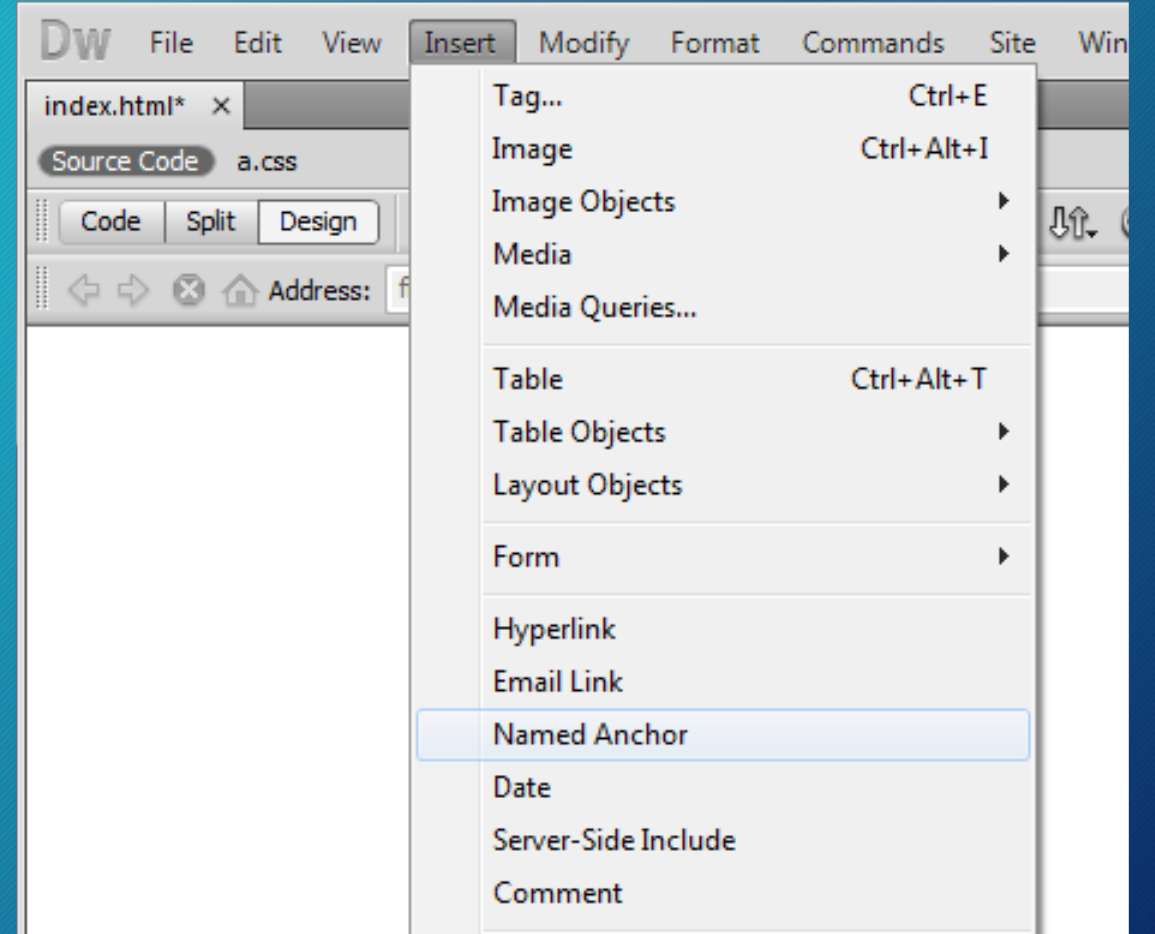 Dw File Edit View Insert Modify Format Commands Site Win
index.html* ×
Source Code a.css
Code Split Design
Address:
Tag... Ctrl+E
Image Ctrl+Alt+I
Image Objects
Media
Media Queries...
Table Ctrl+Alt+T
Table Objects
Layout Objects
Form
Hyperlink
Email Link
Named Anchor
Date
Server-Side Include
Comment